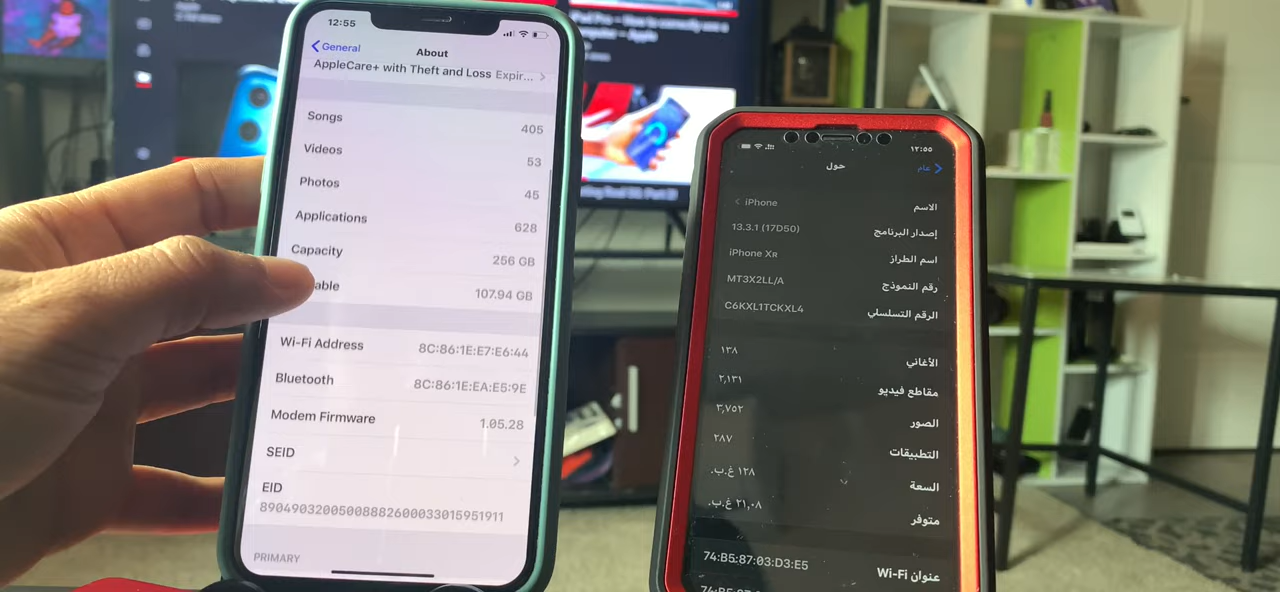 12:55
General
About
AppleCare+ with Theft and Loss Expir...
Songs 405
Videos 53
Photos 45
Applications 628
Capacity 256 GB
able 107.94 GB
Wi-Fi Address 8C:86:1E:E7:E6:44
Bluetooth 8C:86:1E:EA:E5:9E
Modem Firmware 1.05.28
SEID
EID
89049032005008882600033015951911
PRIMARY
١٢:٥٥
عام
حول
الاسم iPhone
إصدار البرنامج 13.3.1 (17D50)
اسم الطراز iPhone XR
رقم النموذج MT3X2LL/A
الرقم التسلسلي C6KXL1TCKXL4
الأغاني ١٣٨
مقاطع فيديو ٢,١٣١
الصور ٣,٧٥٢
التطبيقات ٢٨٧
السعة ١٢٨ غ.ب.
متوفر ٢١,٠٨ غ.ب.
عنوان Wi-Fi 74:B5:87:03:D3:E5